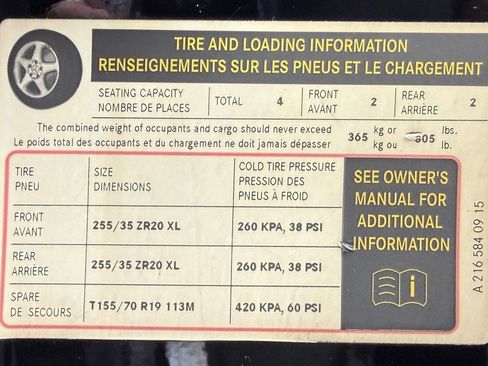 TIRE AND LOADING INFORMATION
RENSEIGNEMENTS SUR LES PNEUS ET LE CHARGEMENT
SEATING CAPACITY
NOMBRE DE PLACES
TOTAL 4
FRONT
AVANT
2
REAR
ARRIÈRE
2
The combined weight of occupants and cargo should never exceed
Le poids total des occupants et du chargement ne doit jamais dépasser
365
kg or
kg ou
805
lbs.
lb.
TIRE
PNEU
SIZE
DIMENSIONS
COLD TIRE PRESSURE
PRESSION DES
PNEUS À FROID
FRONT
AVANT
255/35 ZR20 XL
260 KPA, 38 PSI
REAR
ARRIÈRE
255/35 ZR20 XL
260 KPA, 38 PSI
SPARE
DE SECOURS
T155/70 R19 113M
420 KPA, 60 PSI
SEE OWNER'S
MANUAL FOR
ADDITIONAL
INFORMATION
i
A 216 584 09 15